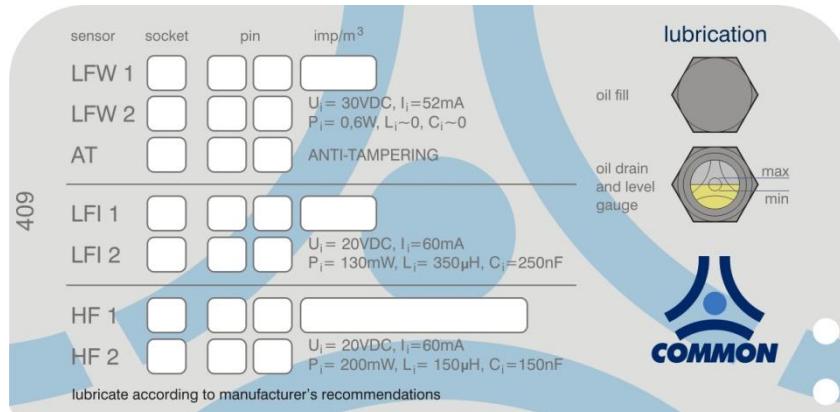 sensor socket pin imp/m³
LFW 1
LFW 2
Uᵢ= 30VDC, Iᵢ=52mA
Pᵢ= 0,6W, Lᵢ~0, Cᵢ~0
AT ANTI-TAMPERING
LFI 1
LFI 2
Uᵢ= 20VDC, Iᵢ=60mA
Pᵢ= 130mW, Lᵢ= 350µH, Cᵢ=250nF
HF 1
HF 2
Uᵢ= 20VDC, Iᵢ=60mA
Pᵢ= 200mW, Lᵢ= 150µH, Cᵢ=150nF
lubricate according to manufacturer's recommendations
409
lubrication
oil fill
oil drain
and level
gauge
max
min
COMMON